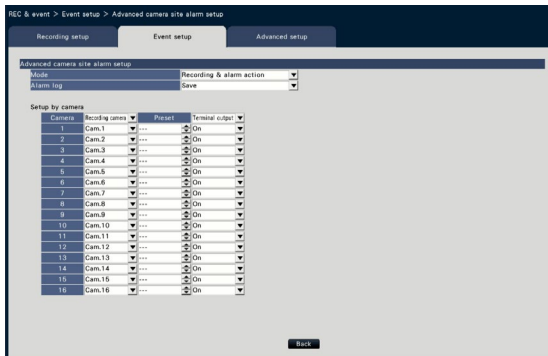 REC & event > Event setup > Advanced camera site alarm setup
Recording setup Event setup Advanced setup
Advanced camera site alarm setup
Mode Recording & alarm action
Alarm log Save
Setup by camera
Camera Recording camera Preset Terminal output
1 Cam.1 --- On
2 Cam.2 --- On
3 Cam.3 --- On
4 Cam.4 --- On
5 Cam.5 --- On
6 Cam.6 --- On
7 Cam.7 --- On
8 Cam.8 --- On
9 Cam.9 --- On
10 Cam.10 --- On
11 Cam.11 --- On
12 Cam.12 --- On
13 Cam.13 --- On
14 Cam.14 --- On
15 Cam.15 --- On
16 Cam.16 --- On
Back